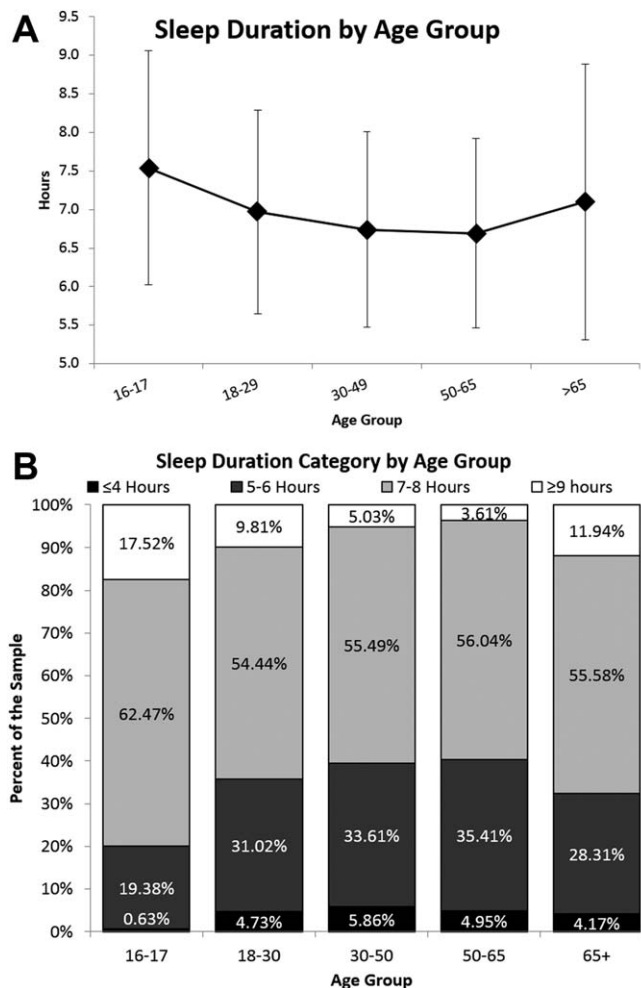 A
Sleep Duration by Age Group
9.5
9.0
8.5
8.0
7.5
7.0
6.5
6.0
5.5
5.0
Hours
16-17 18-29 30-49 50-65 >65
Age Group
B
Sleep Duration Category by Age Group
≤4 Hours 5-6 Hours 7-8 Hours ≥9 hours
100%
90%
80%
70%
60%
50%
40%
30%
20%
10%
0%
Percent of the Sample
17.52% 9.81% 5.03% 3.61% 11.94%
62.47% 54.44% 55.49% 56.04% 55.58%
19.38% 31.02% 33.61% 35.41% 28.31%
0.63% 4.73% 5.86% 4.95% 4.17%
16-17 18-30 30-50 50-65 65+
Age Group